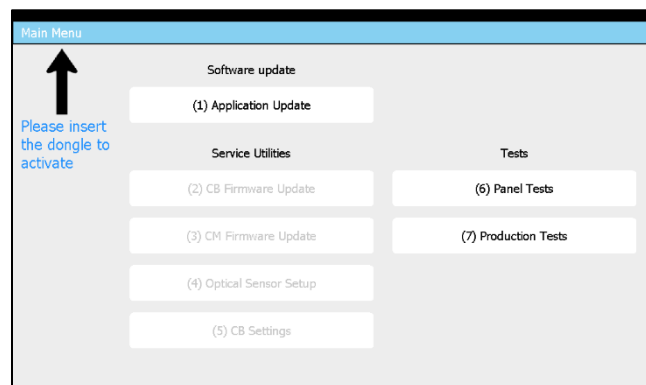 Main Menu
Software update
(1) Application Update
Please insert
the dongle to
activate
Service Utilities
Tests
(2) CB Firmware Update
(6) Panel Tests
(3) CM Firmware Update
(7) Production Tests
(4) Optical Sensor Setup
(5) CB Settings